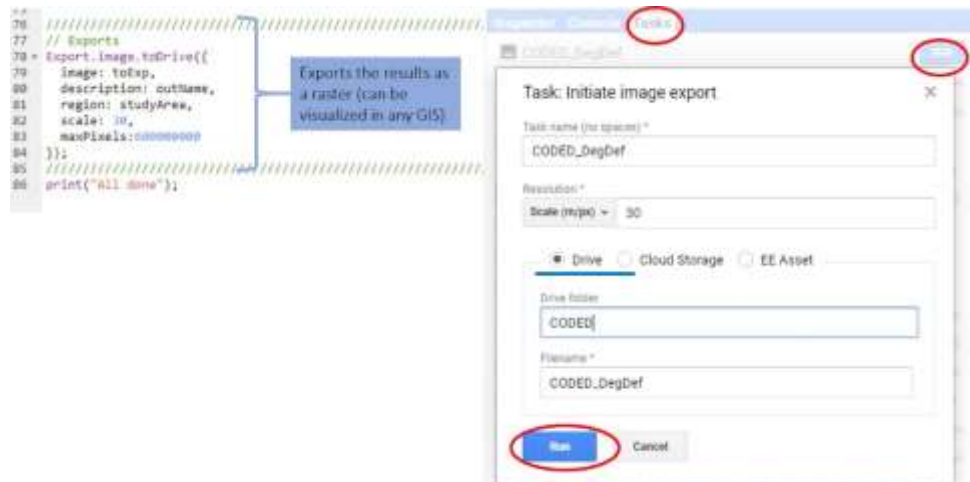 76 ////////////////////////////////////////////////////////////////
77 // Exports
78 Export.image.toDrive({
79 image: toExp,
80 description: outName,
81 region: studyArea,
82 scale: 30,
83 maxPixels:
84 });
85 ////////////////////////////////////////////////////////////////
86 print("All done");
Exports the results as
a raster (can be
visualized in any GIS)
Inspector Console Tasks
CODED_DegDef
Task: Initiate image export
Task name (no spaces) *
CODED_DegDef
Resolution *
Scale (m/px) 30
Drive Cloud Storage EE Asset
Drive folder
CODED
Filename *
CODED_DegDef
Run Cancel